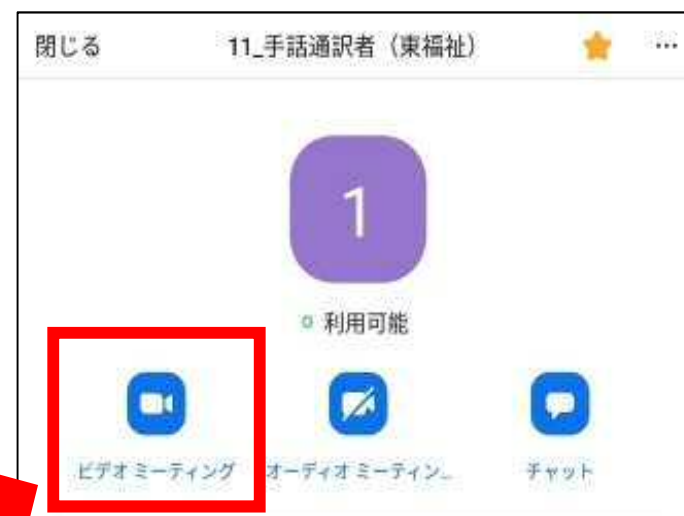 閉じる 11_手話通訳者（東福祉） ...
1
利用可能
ビデオ ミーティング オーディオ ミーティン... チャット